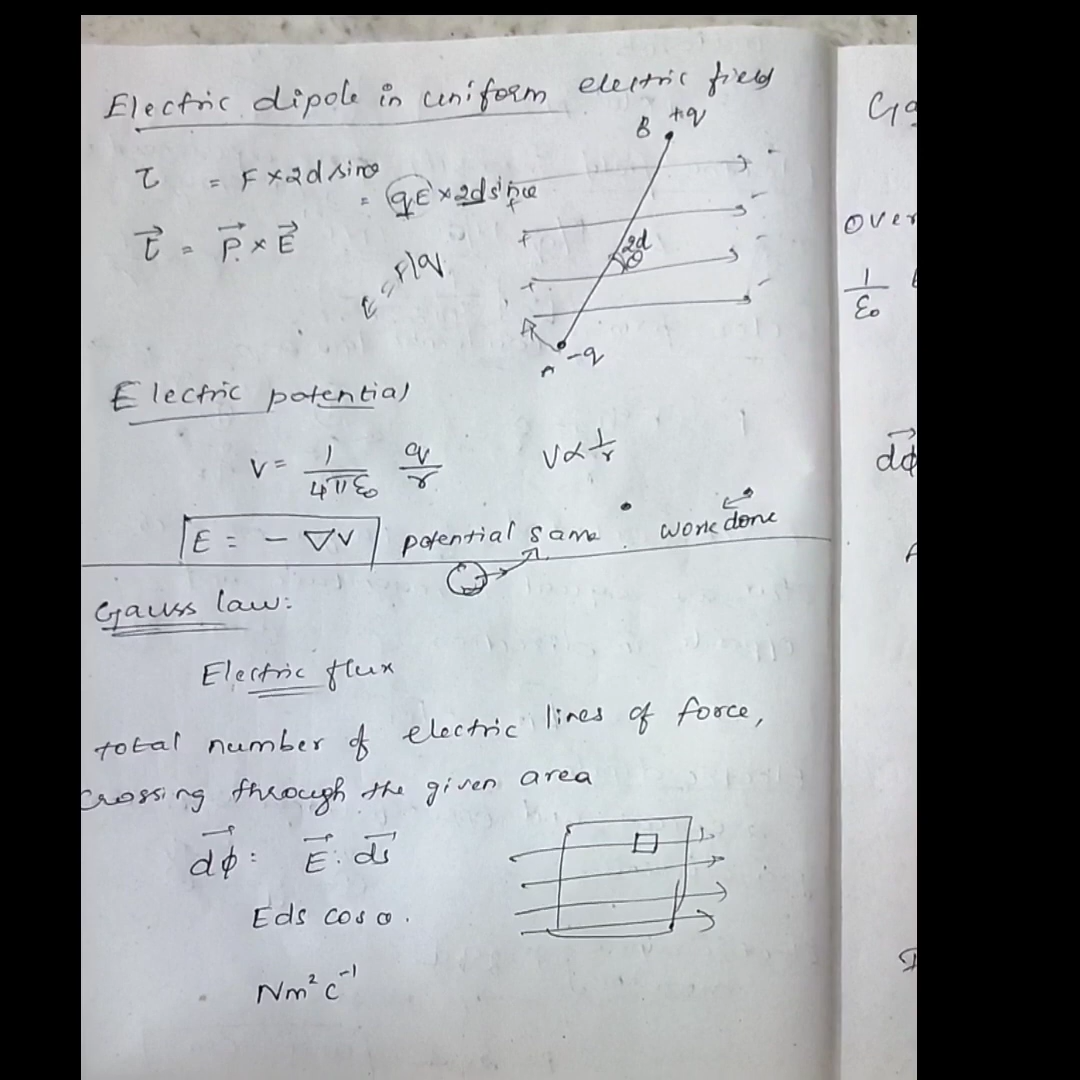 Electric dipole in uniform electric field
B +q
τ = F × 2d sinθ
= qE × 2d sinθ
τ⃗ = P⃗ × E⃗
E = F/q
2d
θ
A -q
Electric potential
V = 1/4πε₀ q/r V ∝ 1/r
E = - ∇V potential same work done
Gauss law:
Electric flux
total number of electric lines of force,
crossing through the given area
dϕ⃗ = E⃗ . ds⃗
Eds cosθ.
Nm² C⁻¹
over
1/ε₀
dϕ⃗